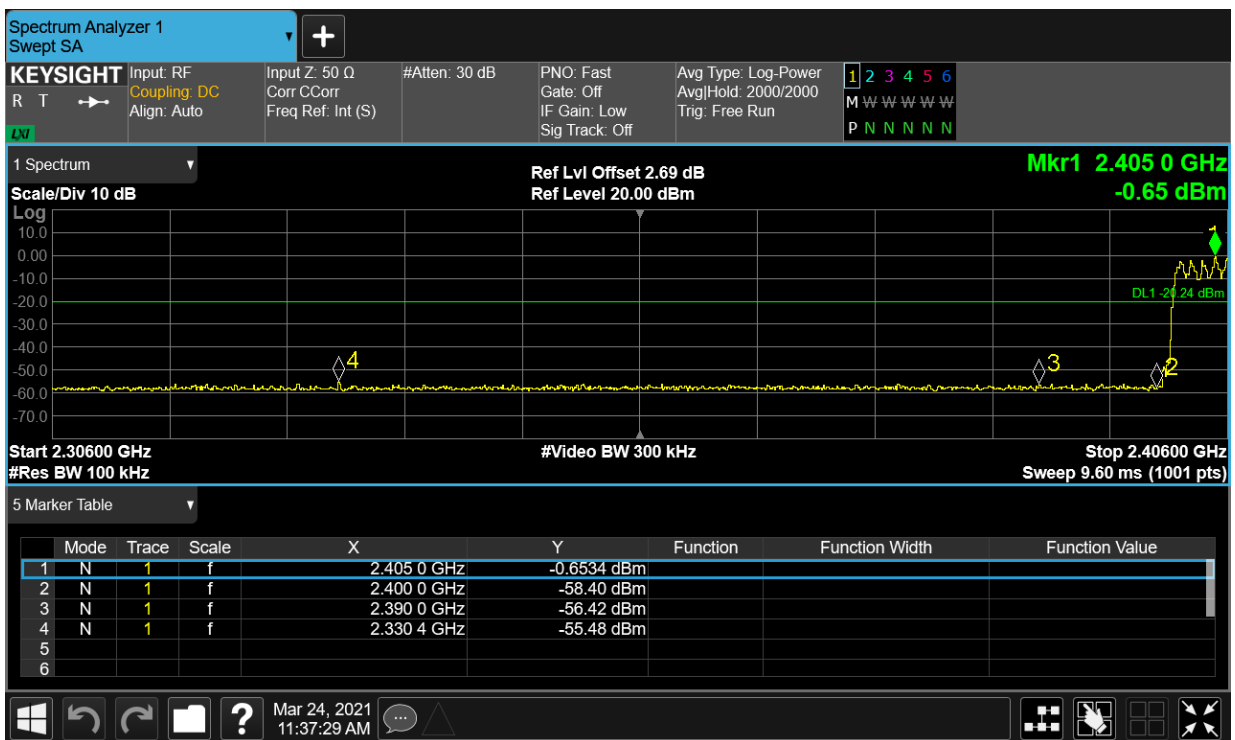 Spectrum Analyzer 1
Swept SA
+
KEYSIGHT
R T
LXI
Input: RF
Coupling: DC
Align: Auto
Input Z: 50 Ω
Corr CCorr
Freq Ref: Int (S)
#Atten: 30 dB
PNO: Fast
Gate: Off
IF Gain: Low
Sig Track: Off
Avg Type: Log-Power
Avg|Hold: 2000/2000
Trig: Free Run
1 2 3 4 5 6
M W W W W W
P N N N N N
1 Spectrum
Scale/Div 10 dB
Ref Lvl Offset 2.69 dB
Ref Level 20.00 dBm
Mkr1 2.405 0 GHz
-0.65 dBm
Log
10.0
0.00
-10.0
-20.0
-30.0
-40.0
-50.0
-60.0
-70.0
1
DL1 -20.24 dBm
4
3
2
Start 2.30600 GHz
#Video BW 300 kHz
Stop 2.40600 GHz
#Res BW 100 kHz
Sweep 9.60 ms (1001 pts)
5 Marker Table
Mode Trace Scale X Y Function Function Width Function Value
1 N 1 f 2.405 0 GHz -0.6534 dBm
2 N 1 f 2.400 0 GHz -58.40 dBm
3 N 1 f 2.390 0 GHz -56.42 dBm
4 N 1 f 2.330 4 GHz -55.48 dBm
5
6
?
Mar 24, 2021
11:37:29 AM